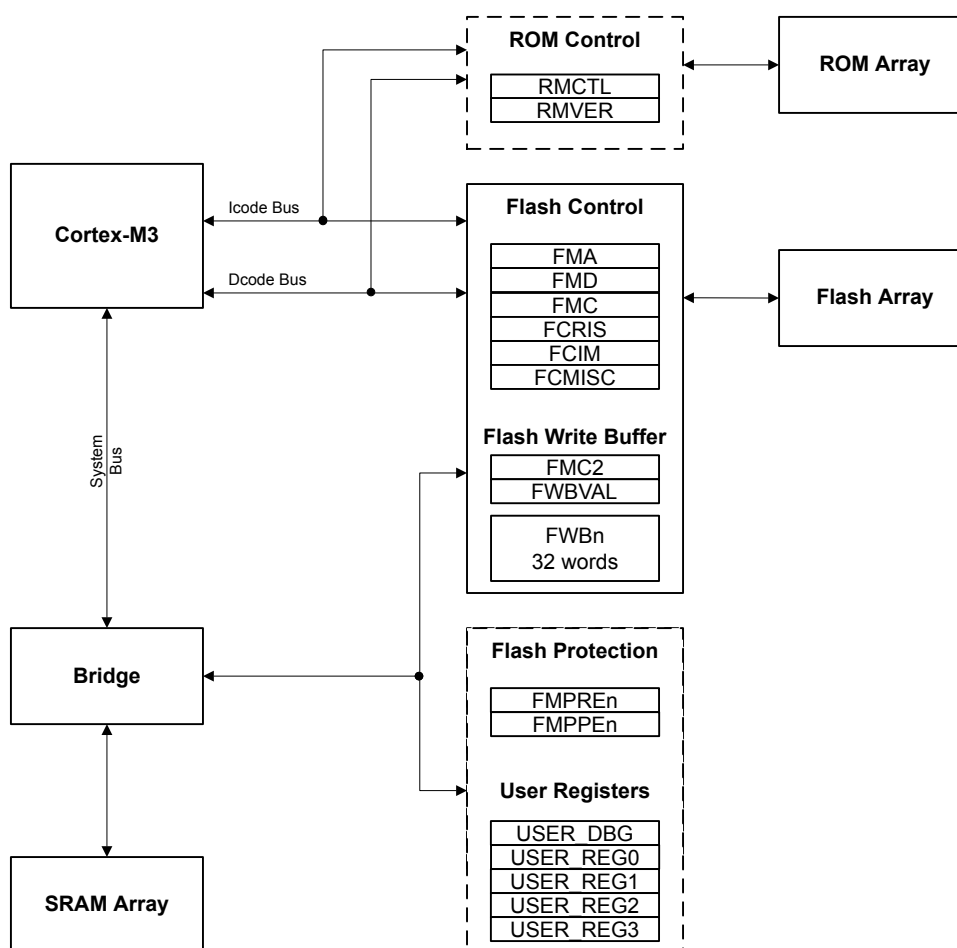 ROM Control
RMCTL
RMVER
ROM Array
Cortex-M3
Icode Bus
Dcode Bus
Flash Control
FMA
FMD
FMC
FCRIS
FCIM
FCMISC
Flash Array
System
Bus
Flash Write Buffer
FMC2
FWBVAL
FWBn
32 words
Bridge
Flash Protection
FMPREn
FMPPEn
User Registers
USER_DBG
USER_REG0
USER_REG1
USER_REG2
USER_REG3
SRAM Array